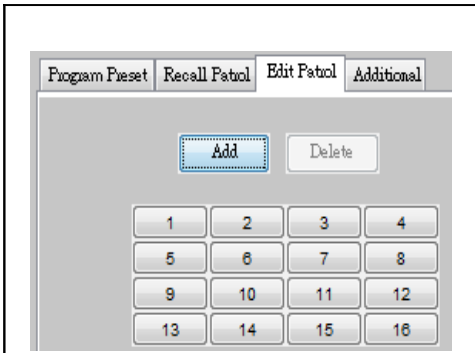 Program Preset Recall Patrol Edit Patrol Additional
Add Delete
1 2 3 4
5 6 7 8
9 10 11 12
13 14 15 16